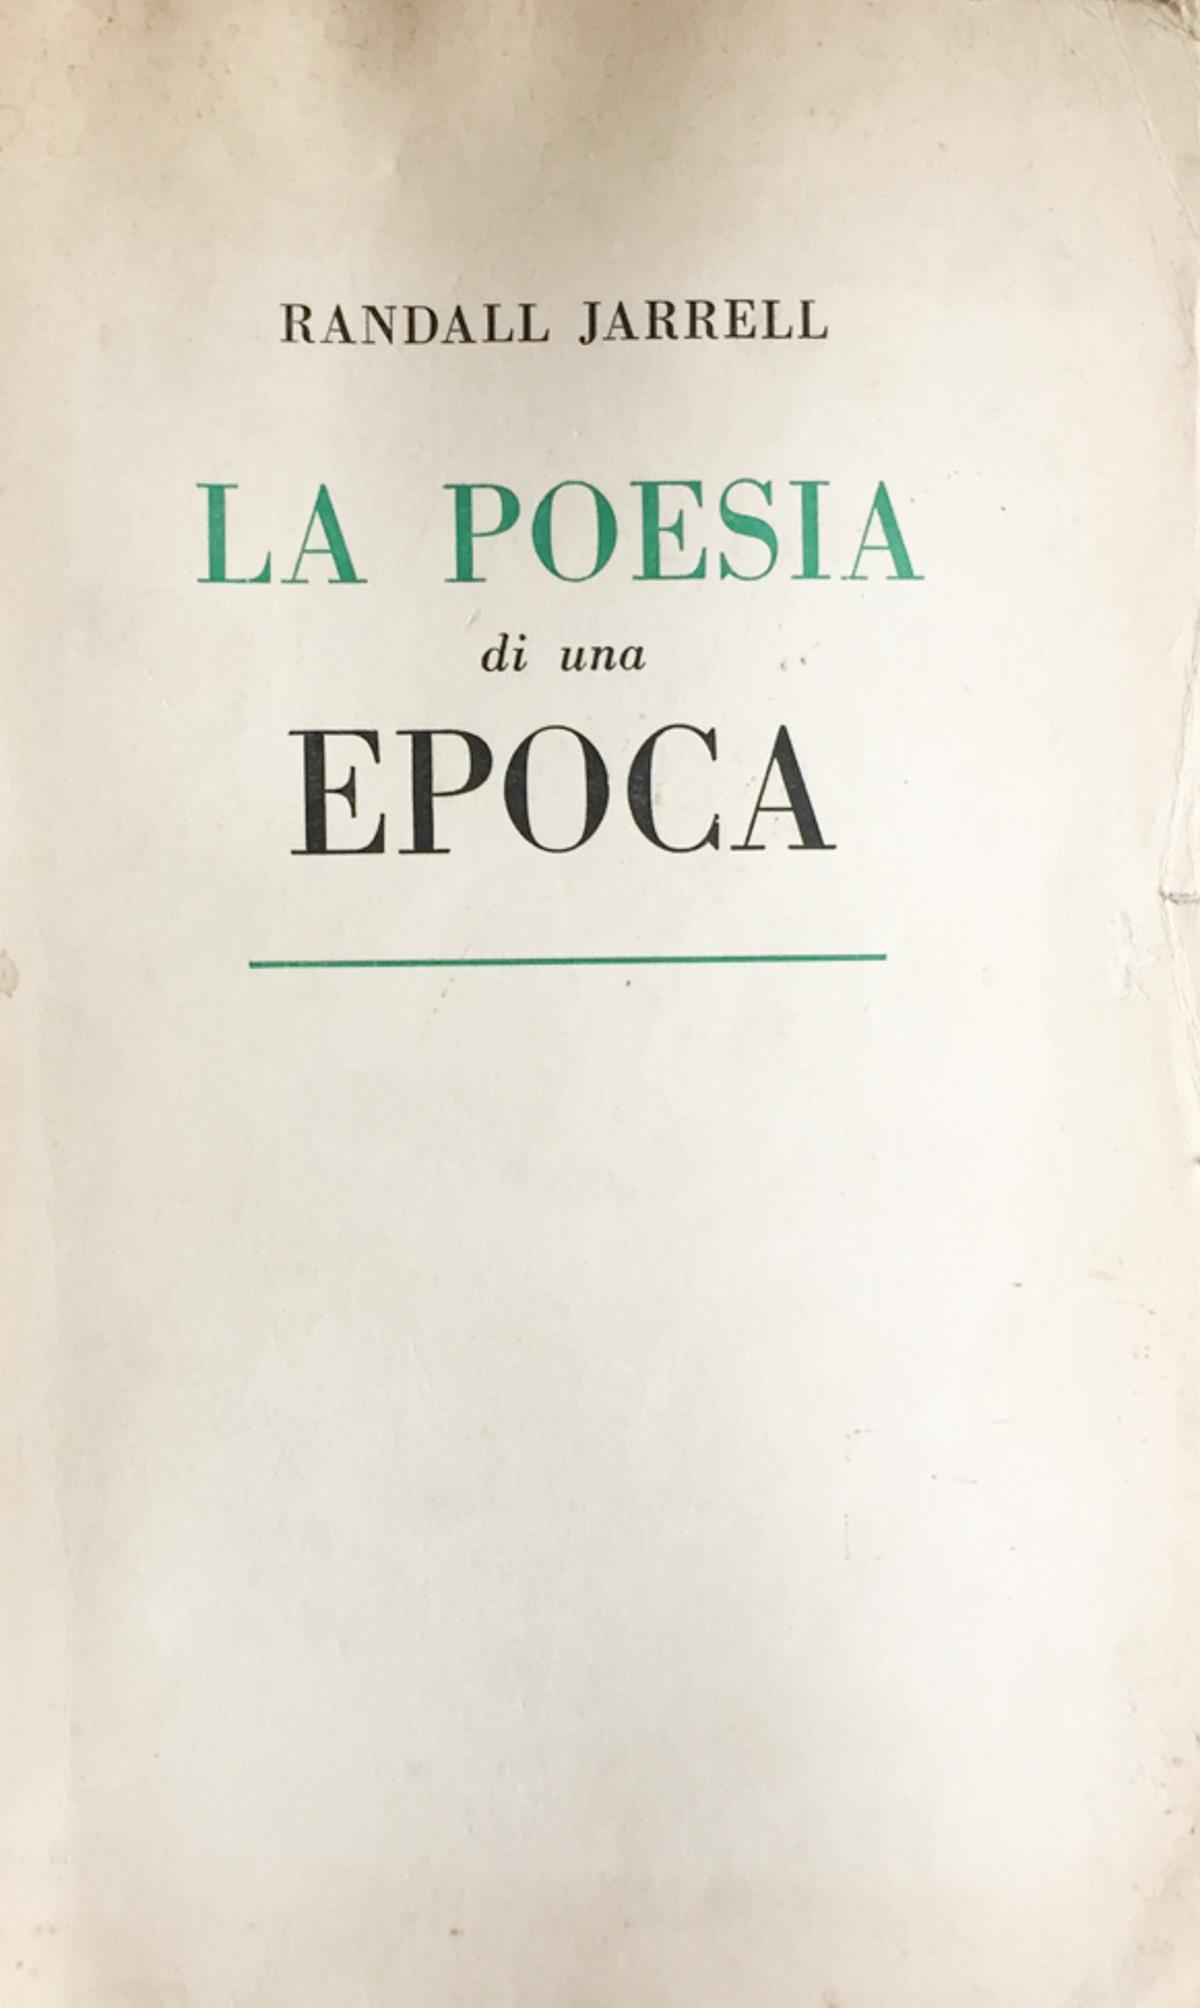 RANDALL JARRELL
LA POESIA
di una
EPOCA